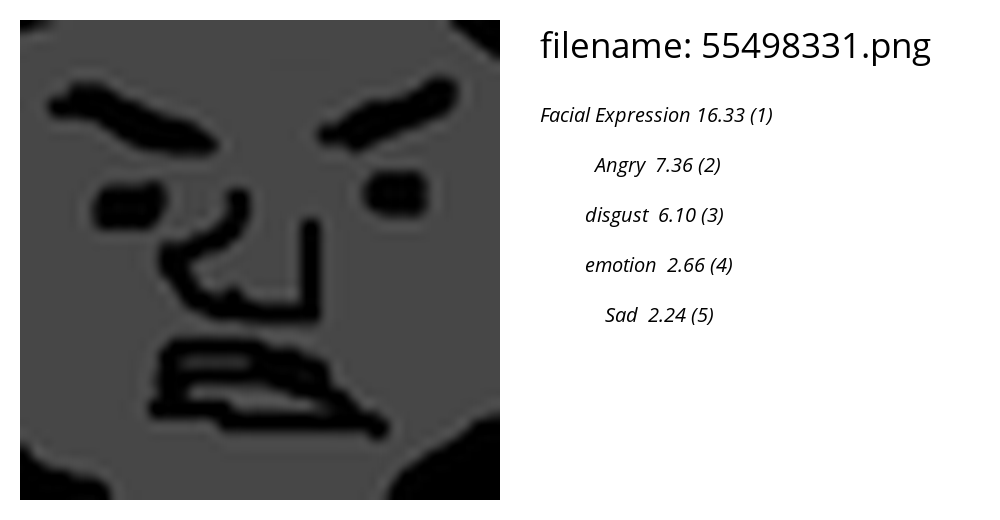 filename: 55498331.png
Facial Expression 16.33 (1)
Angry 7.36 (2)
disgust 6.10 (3)
emotion 2.66 (4)
Sad 2.24 (5)